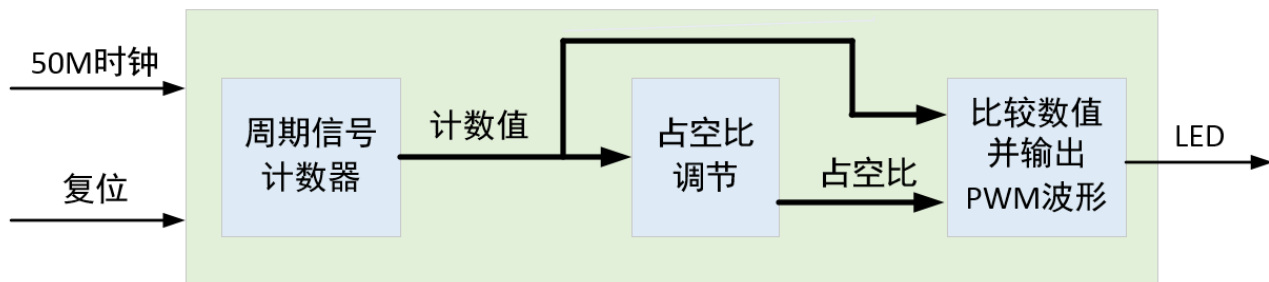 50M时钟
复位
周期信号
计数器
计数值
占空比
调节
占空比
比较数值
并输出
PWM波形
LED